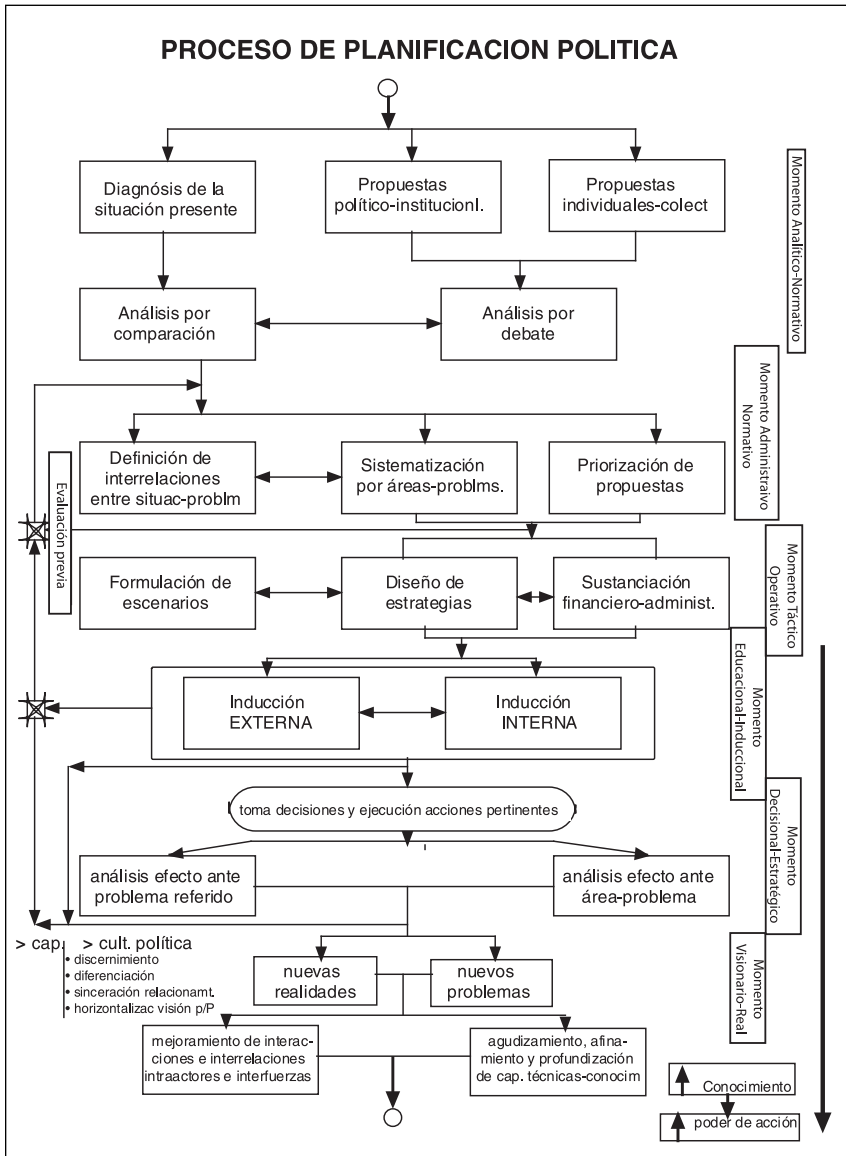 PROCESO DE PLANIFICACION POLITICA
Diagnósis de la
situación presente
Propuestas
político-institucionl.
Propuestas
individuales-colect
Momento Analítico-Normativo
Análisis por
comparación
Análisis por
debate
Momento Administraivo
Normativo
Definición de
interrelaciones
entre situac-problm
Sistematización
por áreas-problms.
Priorización de
propuestas
Evaluación previa
Momento Táctico
Operativo
Formulación de
escenarios
Diseño de
estrategias
Sustanciación
financiero-administ.
Momento
Educacional-Induccional
Inducción
EXTERNA
Inducción
INTERNA
toma decisiones y ejecución acciones pertinentes
Momento
Decisional-Estratégico
análisis efecto ante
problema referido
análisis efecto ante
área-problema
> cap. > cult. política
• discernimiento
• diferenciación
• sinceración relacionamt.
• horizontalizac visión p/P
nuevas
realidades
nuevos
problemas
Momento
Visionario-Real
mejoramiento de interac-
ciones e interrelaciones
intraactores e interfuerzas
agudizamiento, afina-
miento y profundización
de cap. técnicas-conocim
Conocimiento
poder de acción